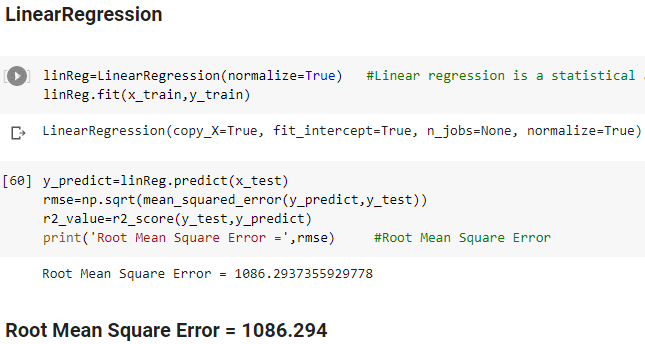 LinearRegression
linReg=LinearRegression(normalize=True) #Linear regression is a statistical
linReg.fit(x_train,y_train)
LinearRegression(copy_X=True, fit_intercept=True, n_jobs=None, normalize=True)
[60] y_predict=linReg.predict(x_test)
rmse=np.sqrt(mean_squared_error(y_predict,y_test))
r2_value=r2_score(y_test,y_predict)
print('Root Mean Square Error =',rmse) #Root Mean Square Error
Root Mean Square Error = 1086.2937355929778
Root Mean Square Error = 1086.294